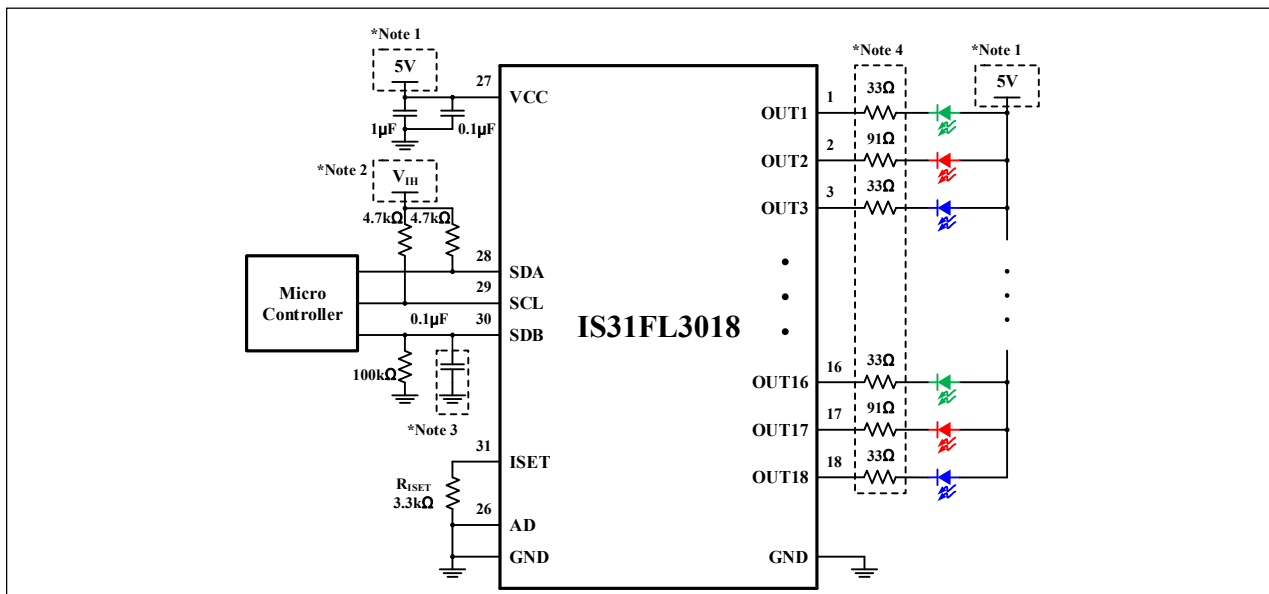 *Note 1
5V
27
VCC
1µF
0.1µF
*Note 2
VIH
4.7kΩ
4.7kΩ
Micro
Controller
28
SDA
29
SCL
0.1µF
30
SDB
100kΩ
*Note 3
31
ISET
RISET
3.3kΩ
26
AD
GND
IS31FL3018
*Note 4
*Note 1
5V
33Ω
1
OUT1
91Ω
2
OUT2
33Ω
3
OUT3
33Ω
16
OUT16
91Ω
17
OUT17
33Ω
18
OUT18
GND